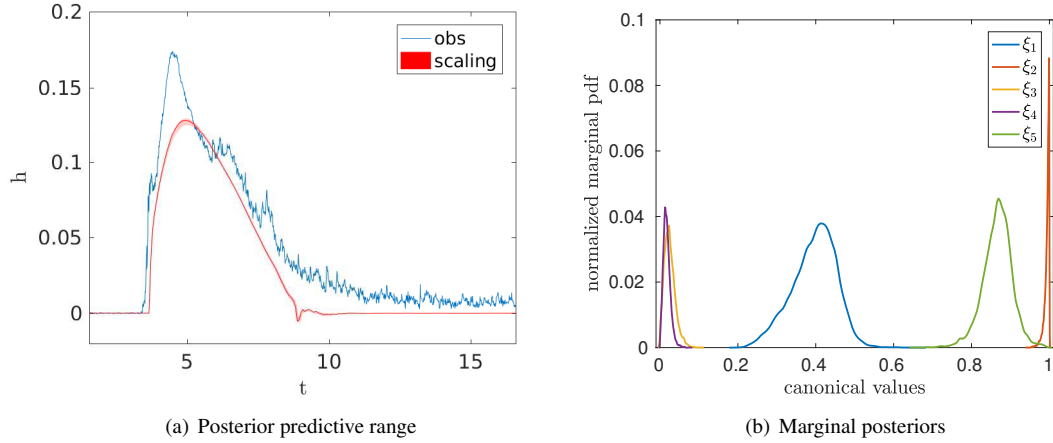 0.2
0.15
0.1
0.05
0
h
5
10
15
t
obs
scaling
(a) Posterior predictive range
0.1
0.08
0.06
0.04
0.02
0
normalized marginal pdf
0
0.2
0.4
0.6
0.8
1
canonical values
ξ1
ξ2
ξ3
ξ4
ξ5
(b) Marginal posteriors